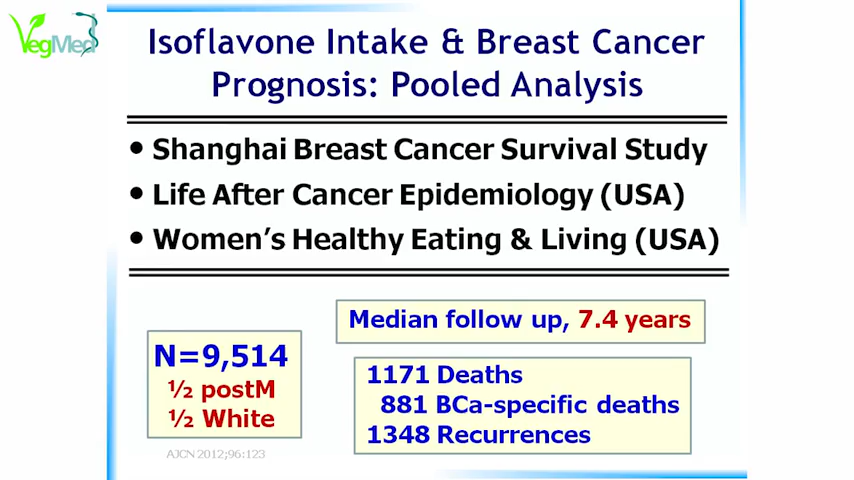 VegMed
Isoflavone Intake & Breast Cancer
Prognosis: Pooled Analysis
• Shanghai Breast Cancer Survival Study
• Life After Cancer Epidemiology (USA)
• Women's Healthy Eating & Living (USA)
Median follow up, 7.4 years
N=9,514
½ postM
½ White
1171 Deaths
881 BCa-specific deaths
1348 Recurrences
AJCN 2012;96:123